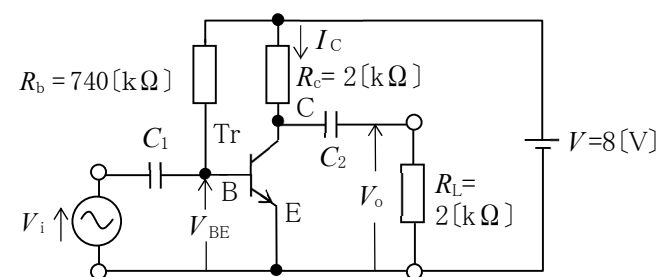 I_C
R_b = 740〔kΩ〕
R_c = 2〔kΩ〕
C
C_1
Tr
C_2
V = 8〔V〕
B
E
V_i
V_BE
V_o
R_L =
2〔kΩ〕